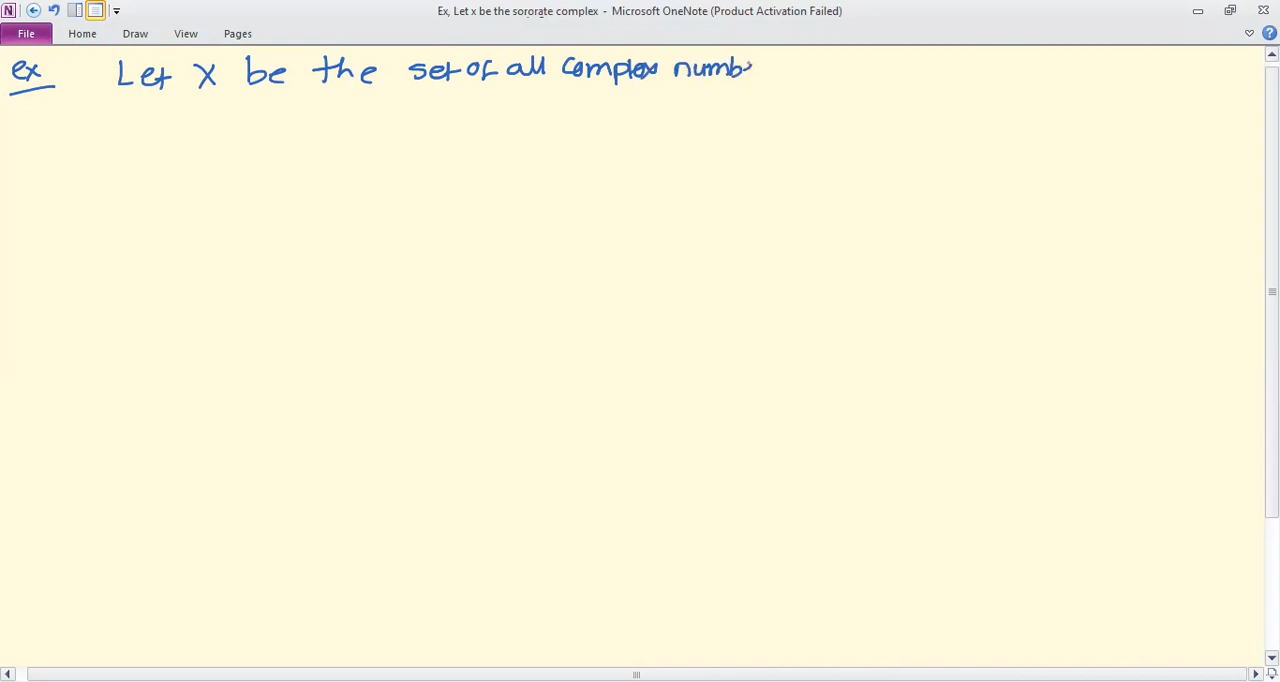 Ex, Let x be the sororate complex - Microsoft OneNote (Product Activation Failed)
File Home Draw View Pages
ex Let X be the set of all complex numb